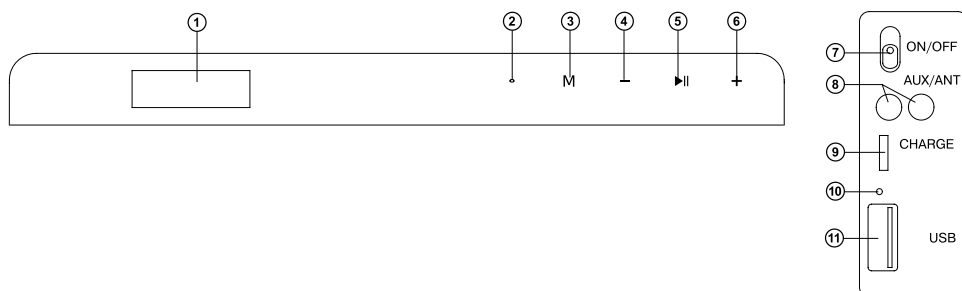 1 2 3 4 5 6
M − ▶II +
7 ON/OFF
AUX/ANT
8
9 CHARGE
10
11 USB